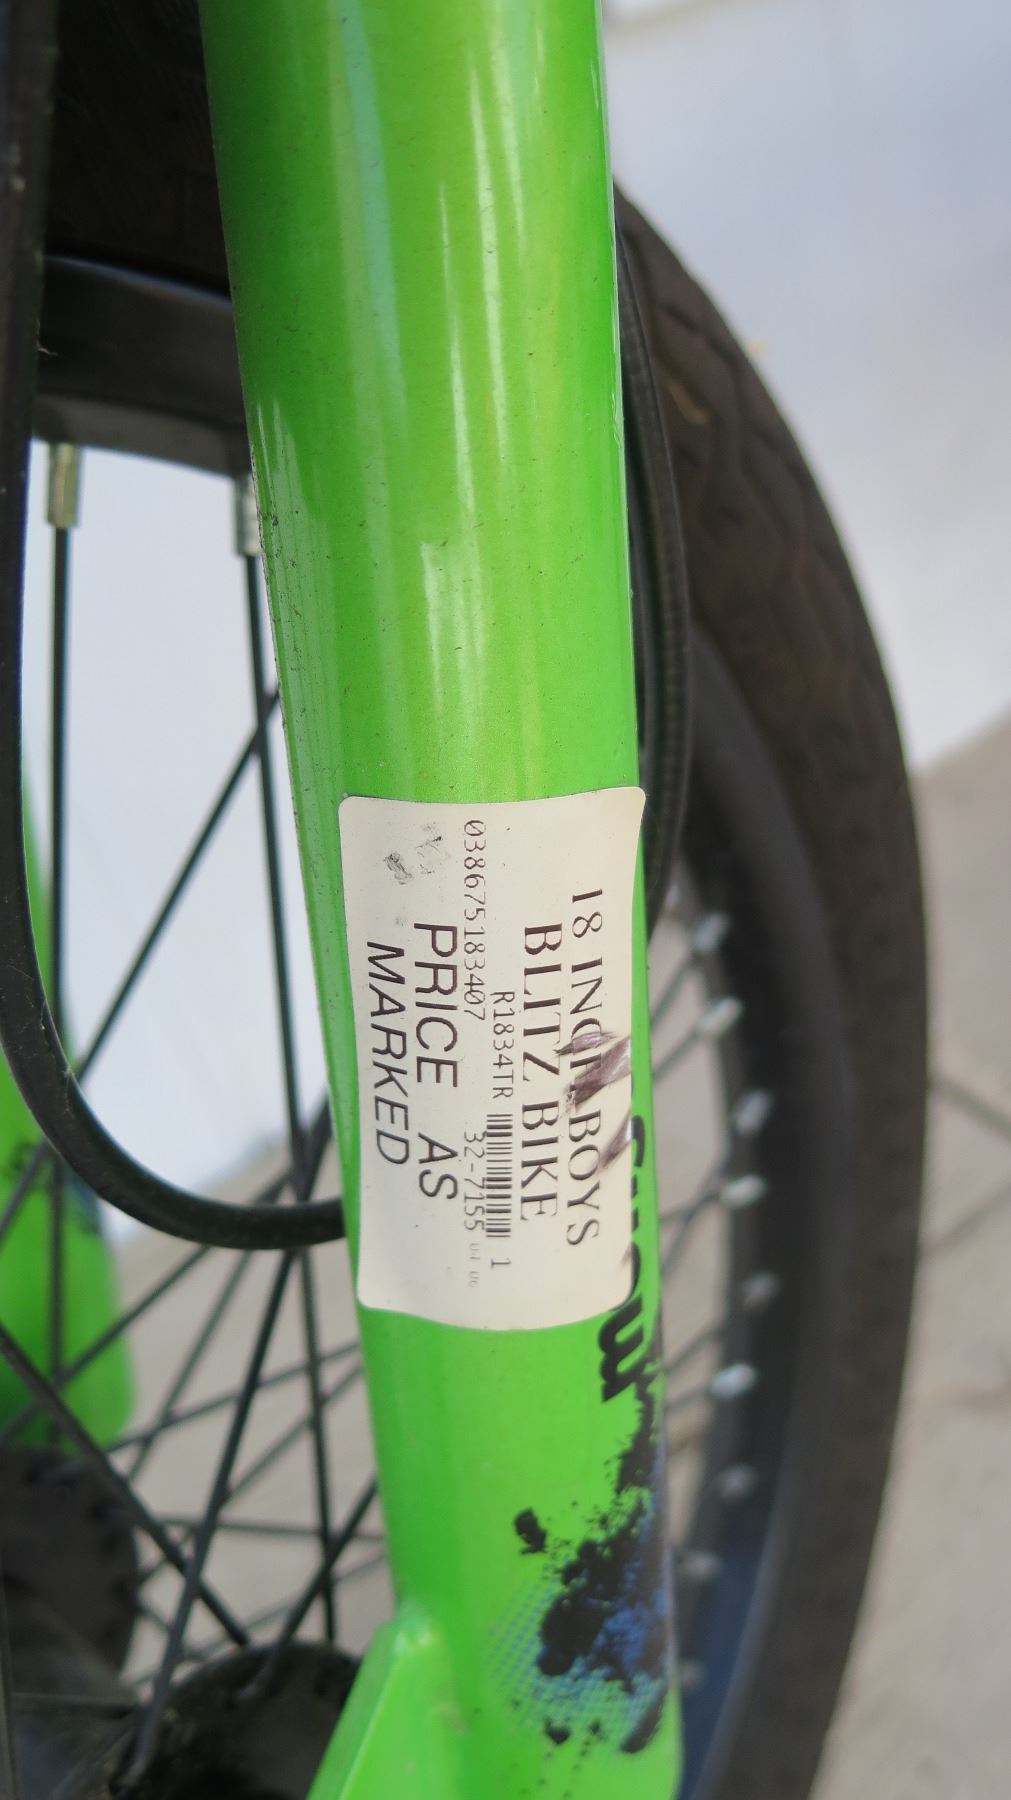 18 INCH BOYS
BLITZ BIKE
R1834TR 1
038675183407 32-7155
PRICE AS
MARKED